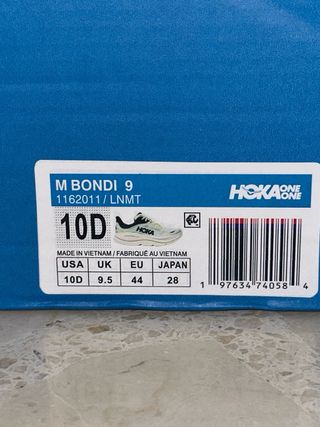 M BONDI 9
1162011 / LNMT
HOKA ONE ONE
10D
HOKA
MADE IN VIETNAM / FABRIQUÉ AU VIETNAM
USA UK EU JAPAN
10D 9.5 44 28
1 97634 74058 4